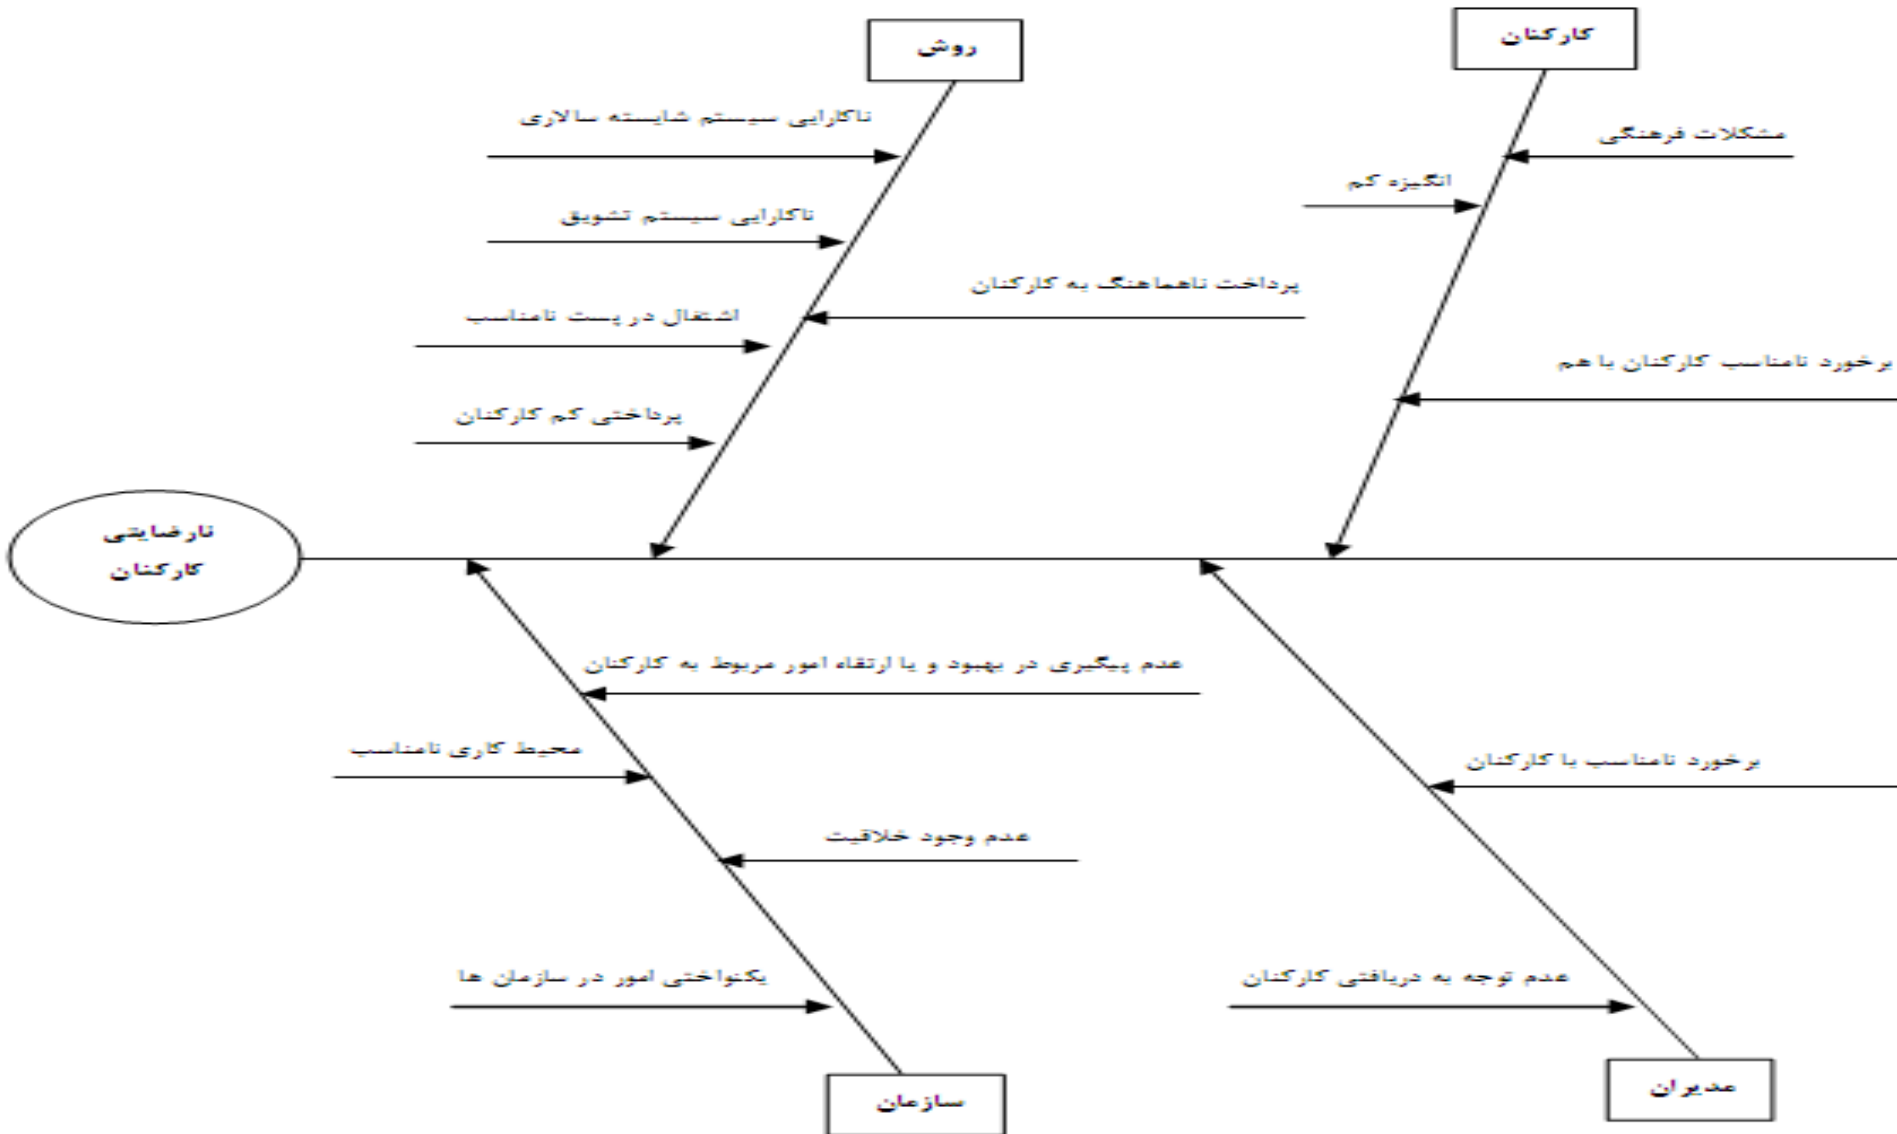 کارکنان
روش
ناکارایی سیستم شایسته سالاری
مشکلات فرهنگی
انگیزه کم
ناکارایی سیستم تشویق
پرداخت ناهماهنگ به کارکنان
اشتغال در پست نامناسب
برخورد نامناسب کارکنان با هم
پرداختی کم کارکنان
نارضایتی
کارکنان
عدم پیگیری در بهبود و یا ارتقاء امور مربوط به کارکنان
محیط کاری نامناسب
برخورد نامناسب با کارکنان
عدم وجود خلاقیت
یکنواختی امور در سازمان ها
عدم توجه به دریافتی کارکنان
مدیران
سازمان